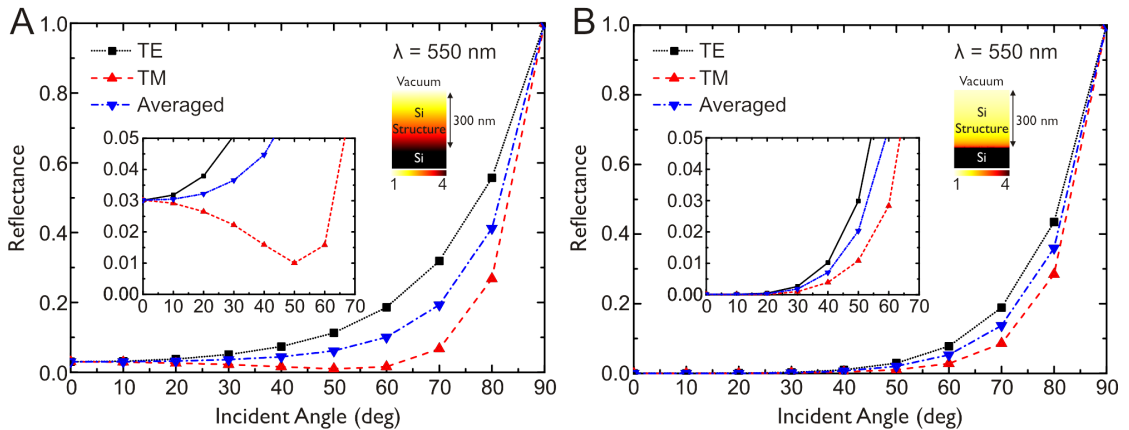 A
1.0
0.8
0.6
0.4
0.2
0.0
Reflectance
TE
TM
Averaged
λ = 550 nm
Vacuum
Si
Structure
300 nm
Si
1 4
0.05
0.04
0.03
0.02
0.01
0.00
0 10 20 30 40 50 60 70
0 10 20 30 40 50 60 70 80 90
Incident Angle (deg)
B
1.0
0.8
0.6
0.4
0.2
0.0
Reflectance
TE
TM
Averaged
λ = 550 nm
Vacuum
Si
Structure
300 nm
Si
1 4
0.05
0.04
0.03
0.02
0.01
0.00
0 10 20 30 40 50 60 70
0 10 20 30 40 50 60 70 80 90
Incident Angle (deg)